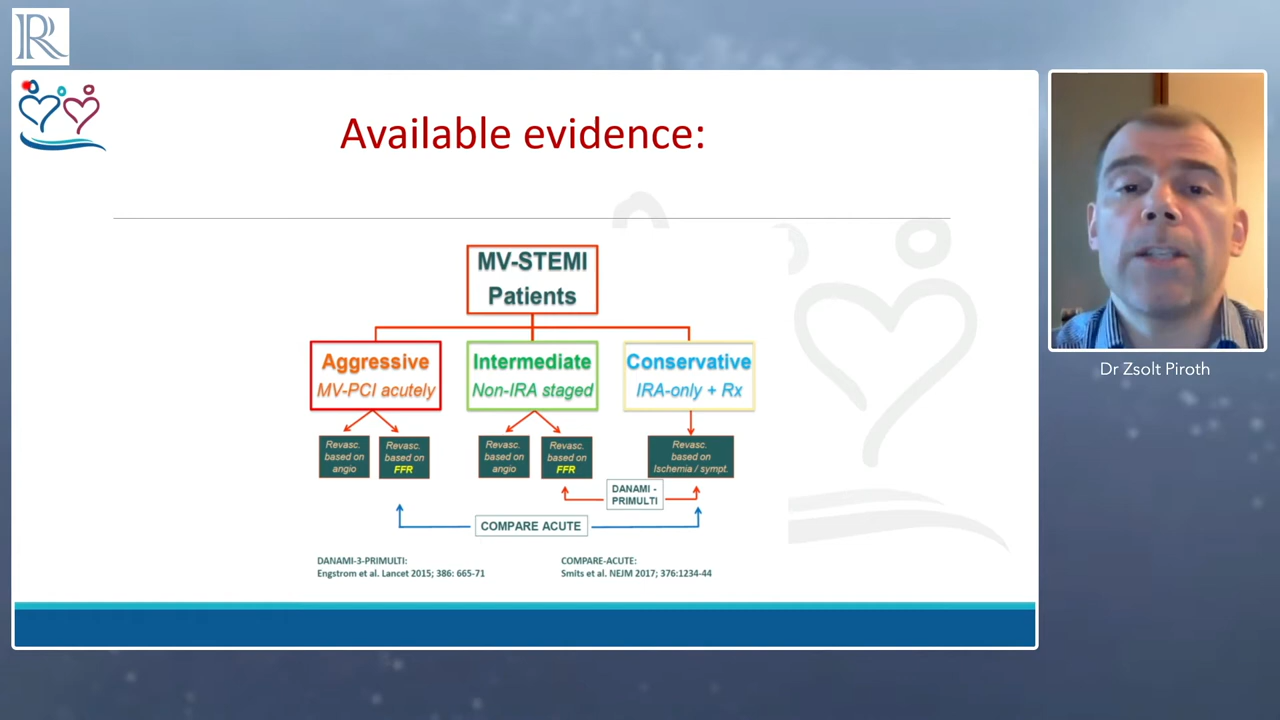 R
Available evidence:
MV-STEMI
Patients
Aggressive
MV-PCI acutely
Intermediate
Non-IRA staged
Conservative
IRA-only + Rx
Revasc.
based on
angio
Revasc.
based on
FFR
Revasc.
based on
angio
Revasc.
based on
FFR
Revasc.
based on
Ischemia / sympt.
DANAMI -
PRIMULTI
COMPARE ACUTE
DANAMI-3-PRIMULTI:
Engstrom et al. Lancet 2015; 386: 665-71
COMPARE-ACUTE:
Smits et al. NEJM 2017; 376:1234-44
Dr Zsolt Piroth